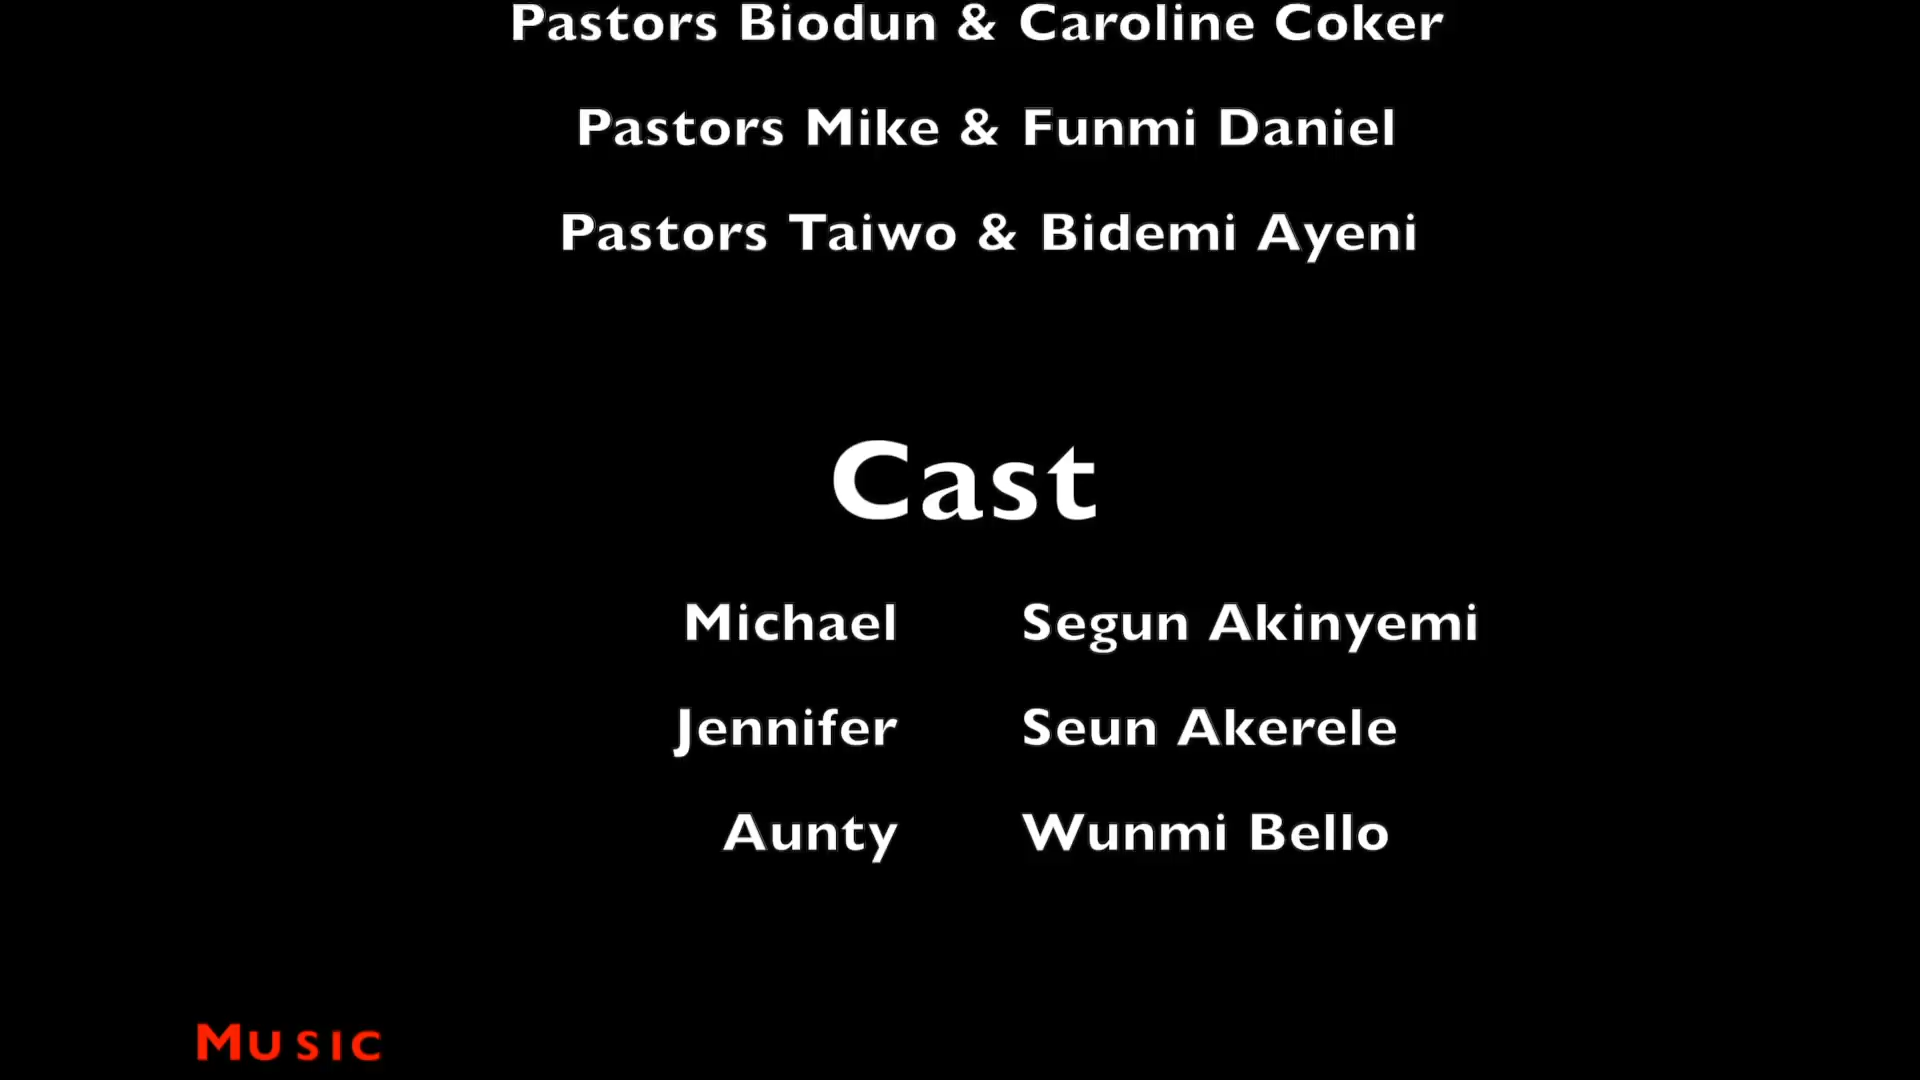 Pastors Biodun & Caroline Coker
Pastors Mike & Funmi Daniel
Pastors Taiwo & Bidemi Ayeni
Cast
Michael Segun Akinyemi
Jennifer Seun Akerele
Aunty Wunmi Bello
MUSIC